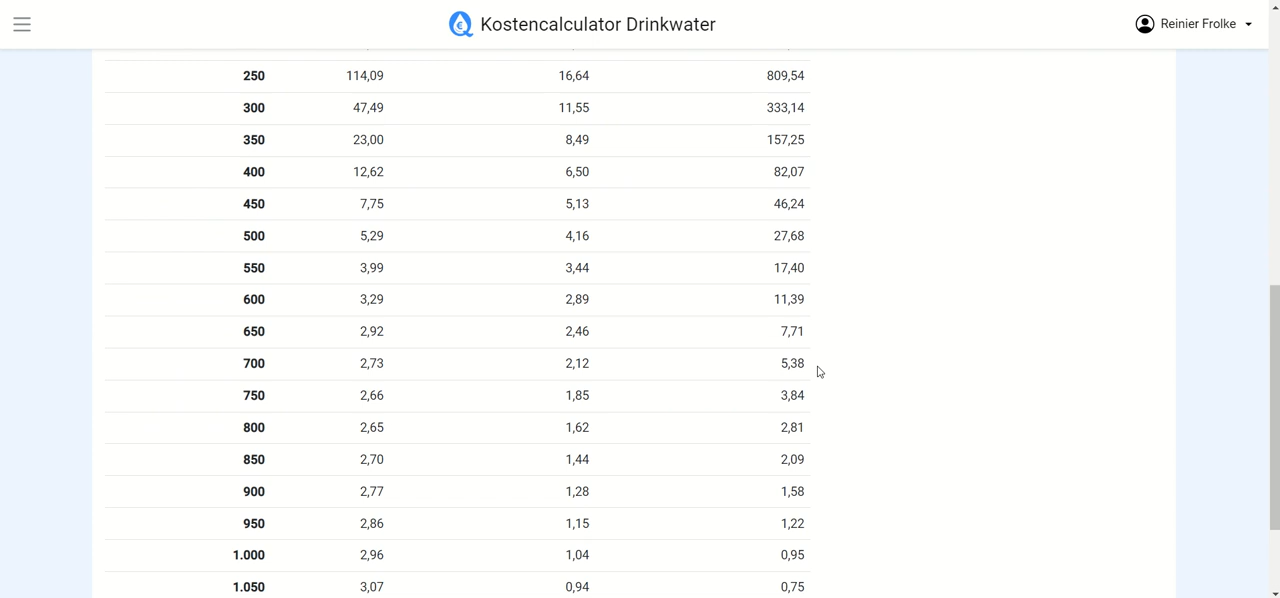 Kostencalculator Drinkwater
Reinier Frolke
250 114,09 16,64 809,54
300 47,49 11,55 333,14
350 23,00 8,49 157,25
400 12,62 6,50 82,07
450 7,75 5,13 46,24
500 5,29 4,16 27,68
550 3,99 3,44 17,40
600 3,29 2,89 11,39
650 2,92 2,46 7,71
700 2,73 2,12 5,38
750 2,66 1,85 3,84
800 2,65 1,62 2,81
850 2,70 1,44 2,09
900 2,77 1,28 1,58
950 2,86 1,15 1,22
1.000 2,96 1,04 0,95
1.050 3,07 0,94 0,75